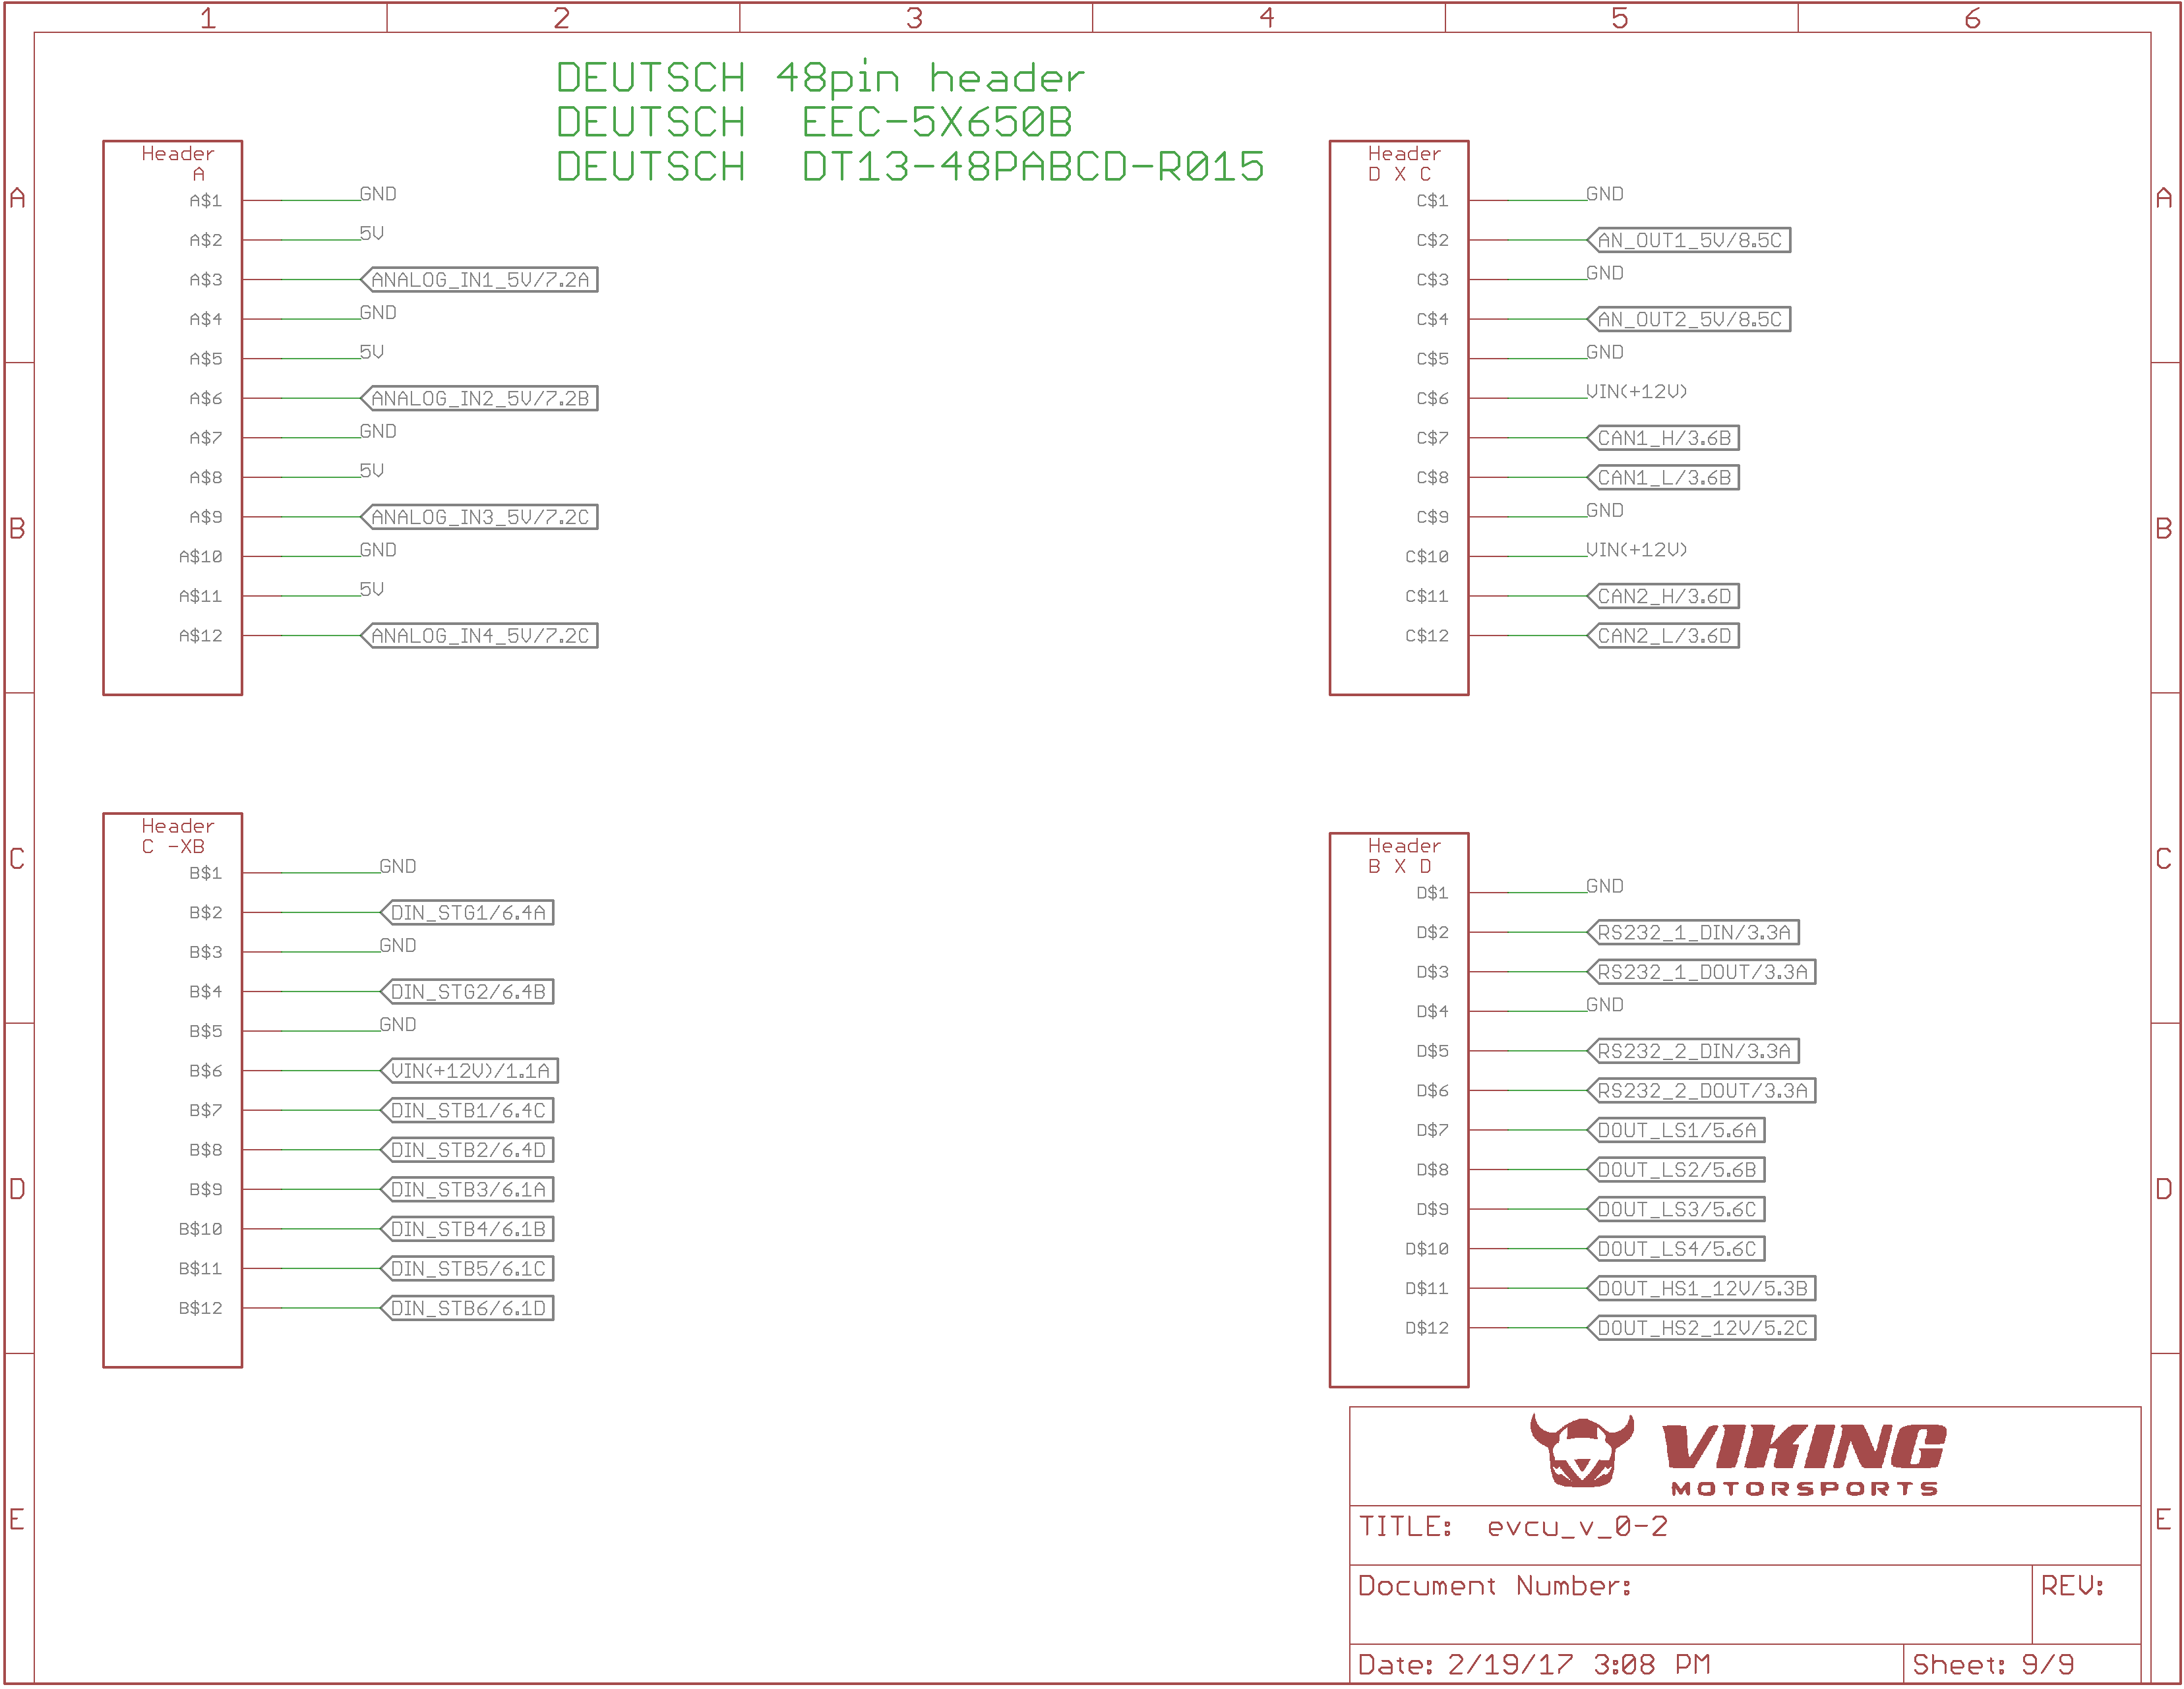 1 2 3 4 5 6
DEUTSCH 48pin header
DEUTSCH EEC-5X650B
DEUTSCH DT13-48PABCD-R015
A
B
C
D
E
Header
A
A$1 GND
A$2 5V
A$3 ANALOG_IN1_5V/7.2A
A$4 GND
A$5 5V
A$6 ANALOG_IN2_5V/7.2B
A$7 GND
A$8 5V
A$9 ANALOG_IN3_5V/7.2C
A$10 GND
A$11 5V
A$12 ANALOG_IN4_5V/7.2C
Header
D X C
C$1 GND
C$2 AN_OUT1_5V/8.5C
C$3 GND
C$4 AN_OUT2_5V/8.5C
C$5 GND
C$6 VIN(+12V)
C$7 CAN1_H/3.6B
C$8 CAN1_L/3.6B
C$9 GND
C$10 VIN(+12V)
C$11 CAN2_H/3.6D
C$12 CAN2_L/3.6D
Header
C -XB
B$1 GND
B$2 DIN_STG1/6.4A
B$3 GND
B$4 DIN_STG2/6.4B
B$5 GND
B$6 VIN(+12V)/1.1A
B$7 DIN_STB1/6.4C
B$8 DIN_STB2/6.4D
B$9 DIN_STB3/6.1A
B$10 DIN_STB4/6.1B
B$11 DIN_STB5/6.1C
B$12 DIN_STB6/6.1D
Header
B X D
D$1 GND
D$2 RS232_1_DIN/3.3A
D$3 RS232_1_DOUT/3.3A
D$4 GND
D$5 RS232_2_DIN/3.3A
D$6 RS232_2_DOUT/3.3A
D$7 DOUT_LS1/5.6A
D$8 DOUT_LS2/5.6B
D$9 DOUT_LS3/5.6C
D$10 DOUT_LS4/5.6C
D$11 DOUT_HS1_12V/5.3B
D$12 DOUT_HS2_12V/5.2C
A
B
C
D
E
VIKING
MOTORSPORTS
TITLE: evcu_v_0-2
Document Number: REV:
Date: 2/19/17 3:08 PM Sheet: 9/9